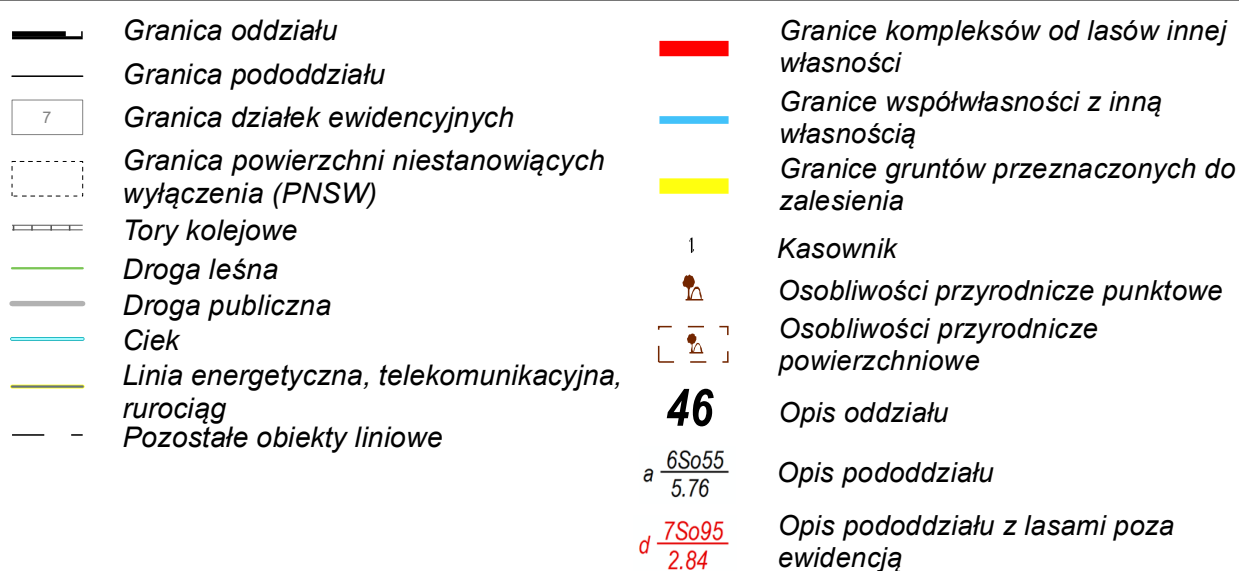 Granica oddziału
Granica pododdziału
7
Granica działek ewidencyjnych
Granica powierzchni niestanowiących
wyłączenia (PNSW)
Tory kolejowe
Droga leśna
Droga publiczna
Ciek
Linia energetyczna, telekomunikacyjna,
rurociąg
Pozostałe obiekty liniowe
Granice kompleksów od lasów innej
własności
Granice współwłasności z inną
własnością
Granice gruntów przeznaczonych do
zalesienia
Kasownik
Osobliwości przyrodnicze punktowe
Osobliwości przyrodnicze
powierzchniowe
46 Opis oddziału
a 6So55
5.76
Opis pododdziału
d 7So95
2.84
Opis pododdziału z lasami poza
ewidencją